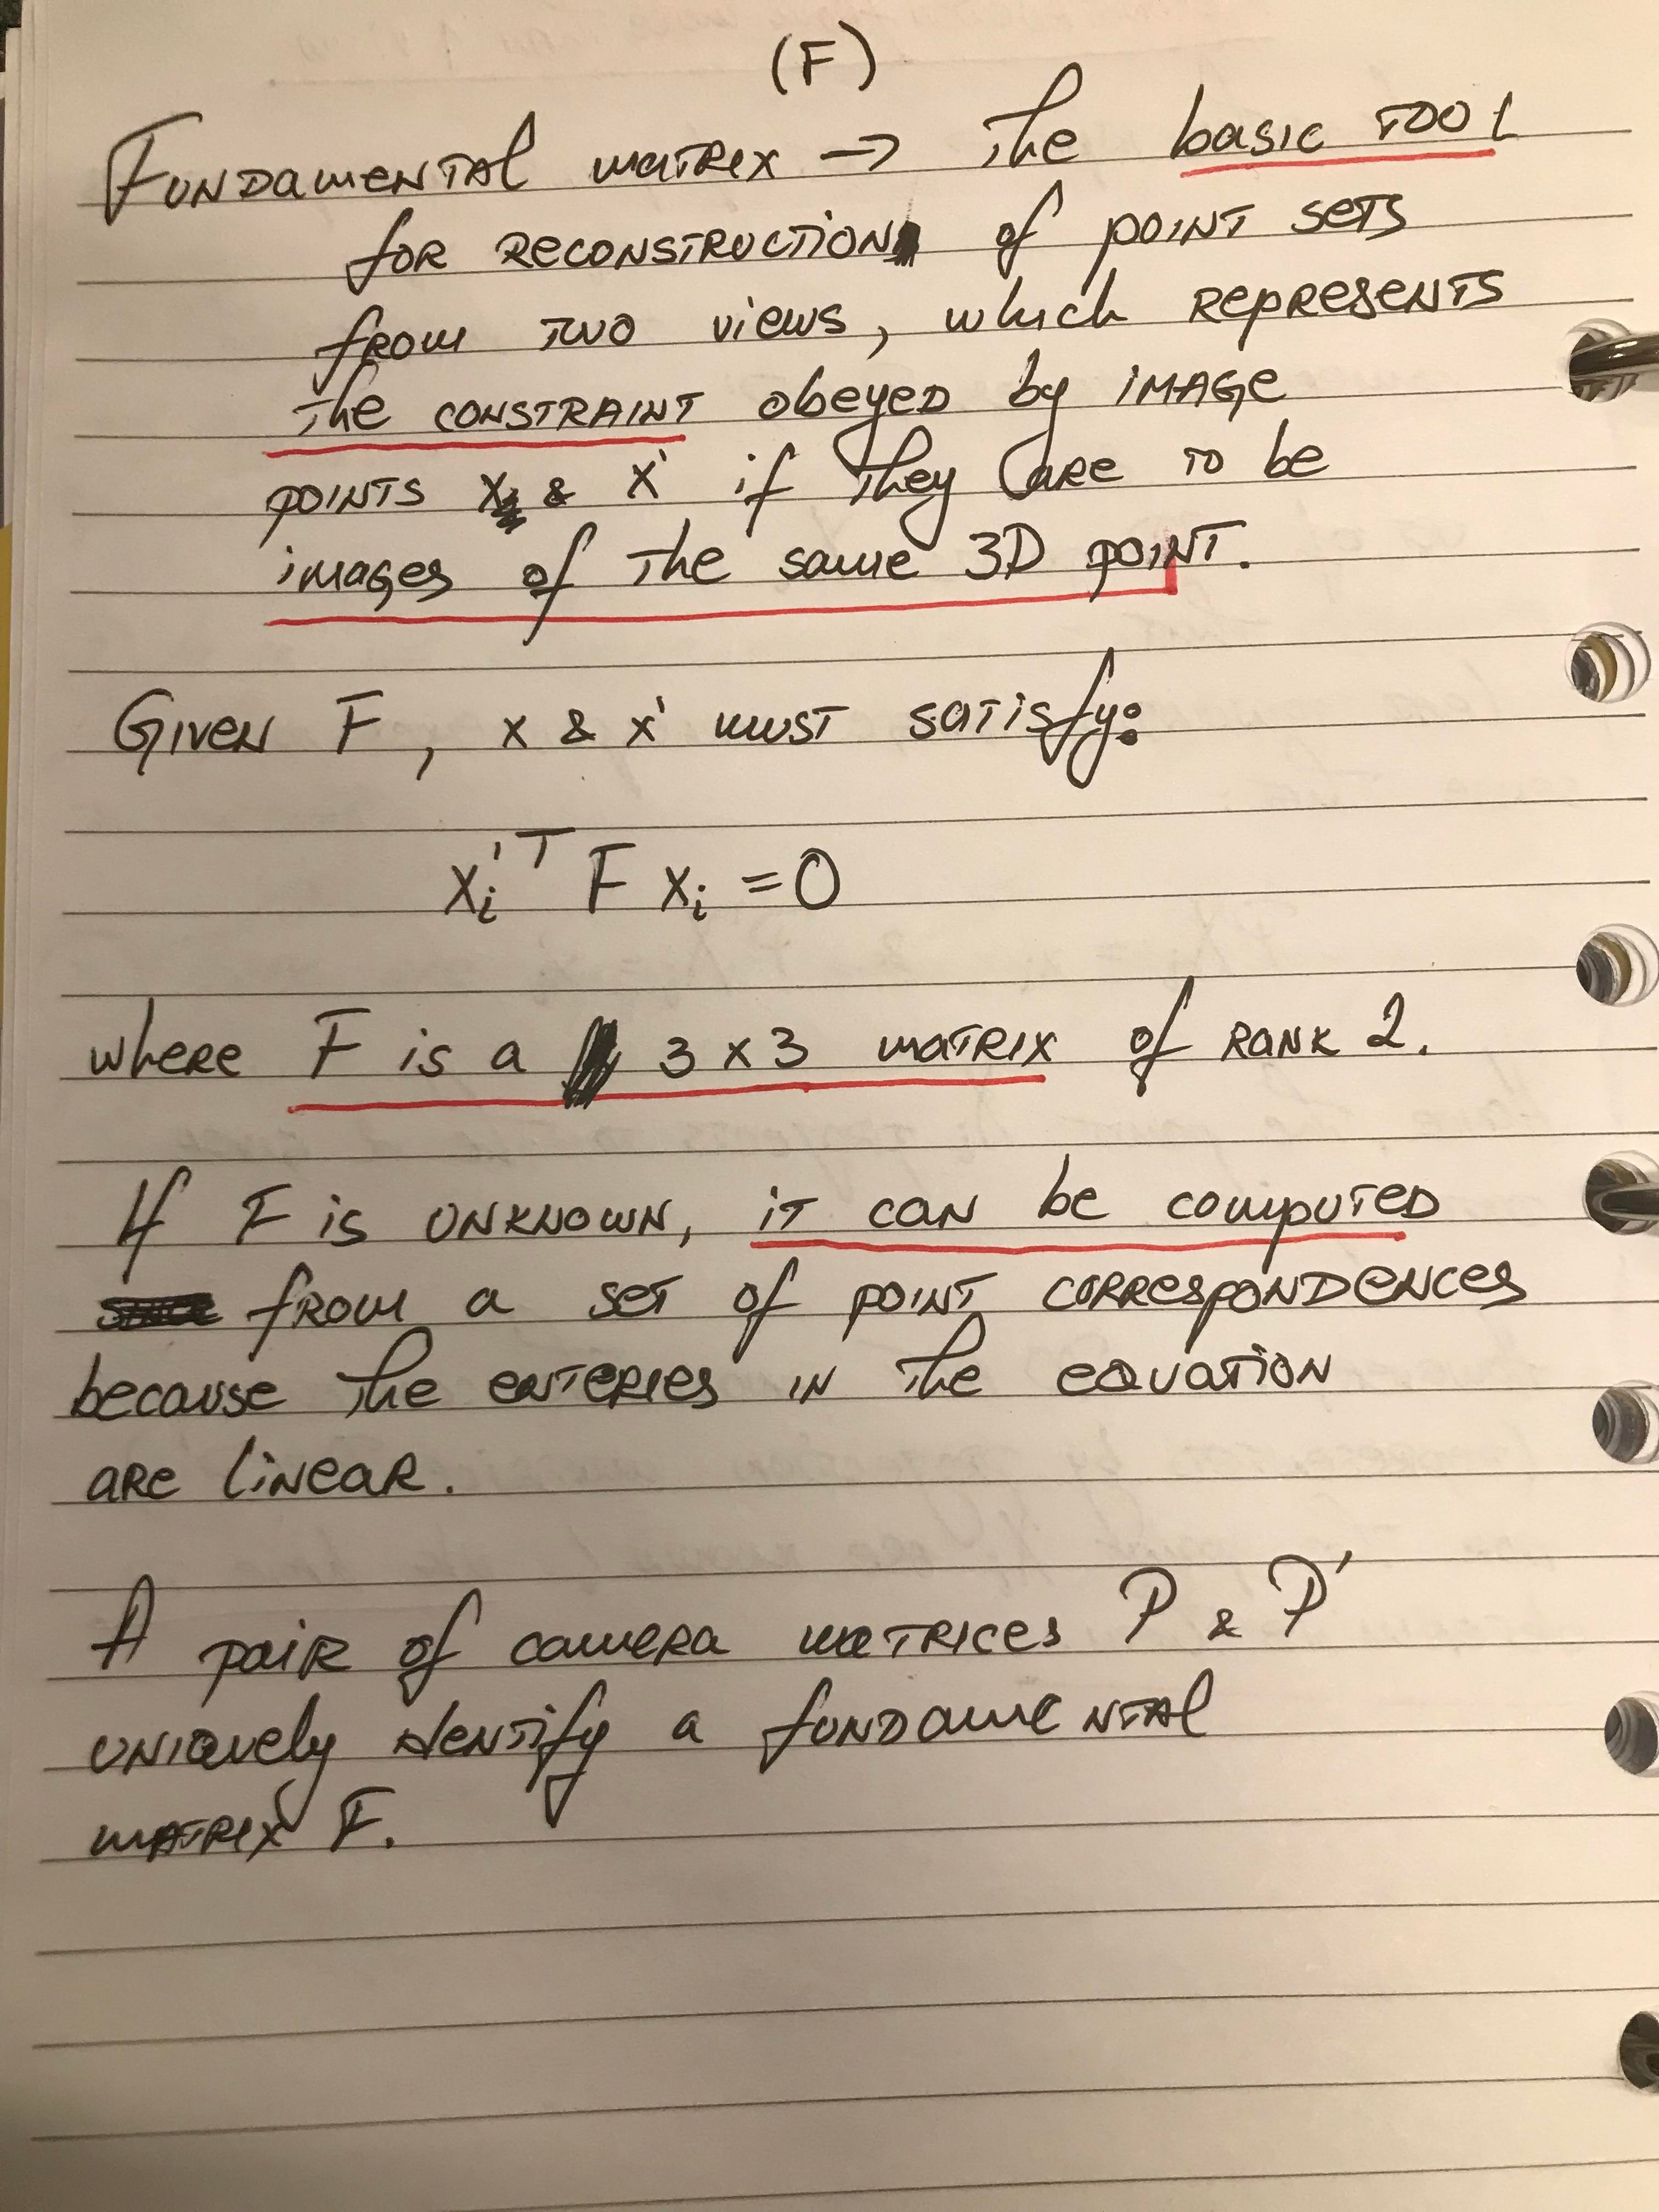 (F)
Fundamental matrix → the basic tool
for reconstruction of point sets
from two views, which represents
the constraint obeyed by image
points x & x' if they are to be
images of the same 3D point.
Given F, x & x' must satisfy:
xᵢ'ᵀ F xᵢ = 0
where F is a 3 x 3 matrix of rank 2.
If F is unknown, it can be computed
from a set of point correspondences
because the enteries in the equation
are linear.
A pair of camera matrices P & P'
uniquely identify a fundamental
matrix F.